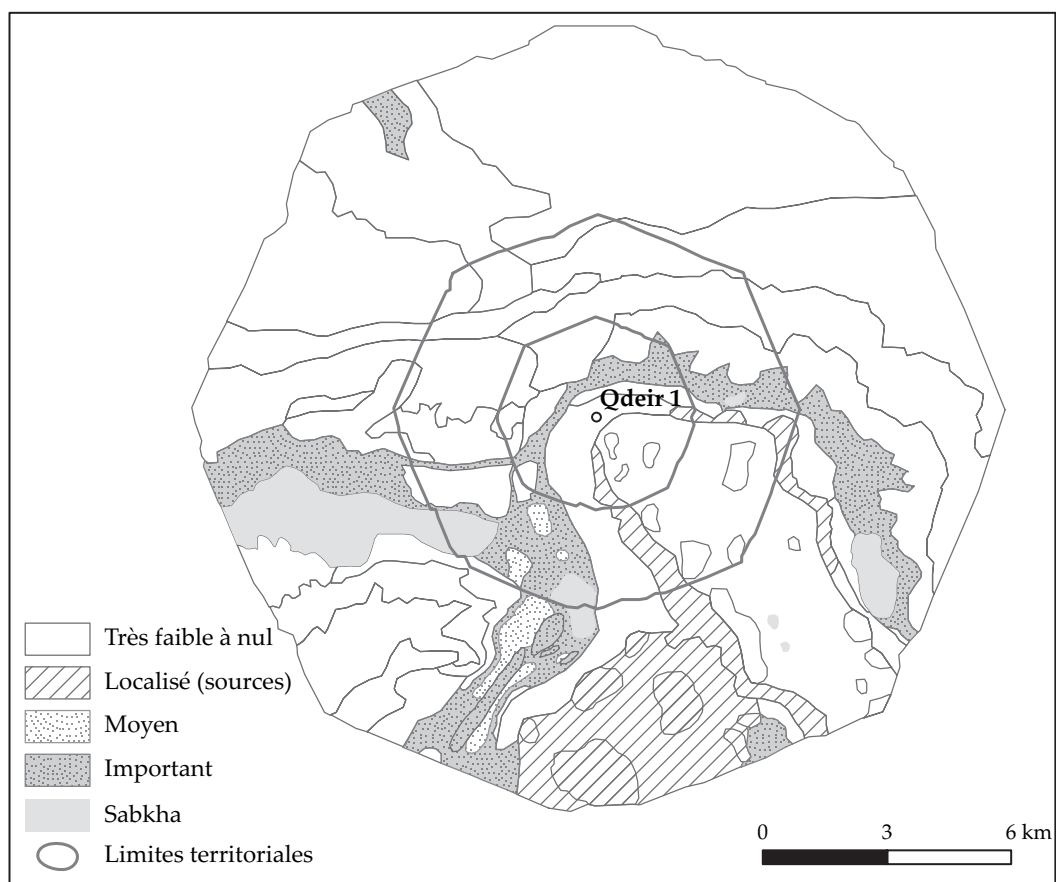 Qdeir 1
Très faible à nul
Localisé (sources)
Moyen
Important
Sabkha
Limites territoriales
0 3 6 km